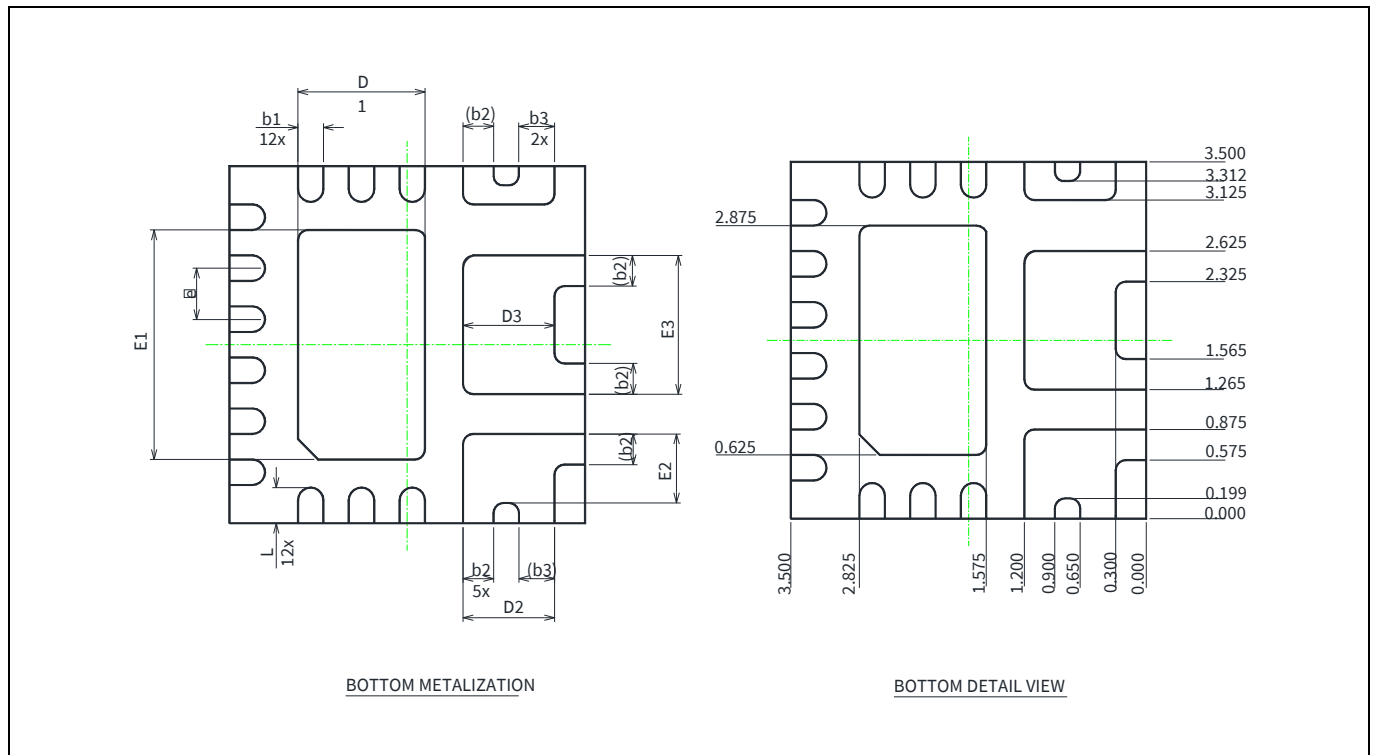 D
1
(b2)
b3
2x
b1
12x
E1
e
D3
(b2)
(b2)
E3
(b2)
E2
L
12x
b2
5x
(b3)
D2
BOTTOM METALIZATION
3.500
3.312
3.125
2.875
2.625
2.325
1.565
1.265
0.875
0.625
0.575
0.199
0.000
3.500
2.825
1.575
1.200
0.900
0.650
0.300
0.000
BOTTOM DETAIL VIEW